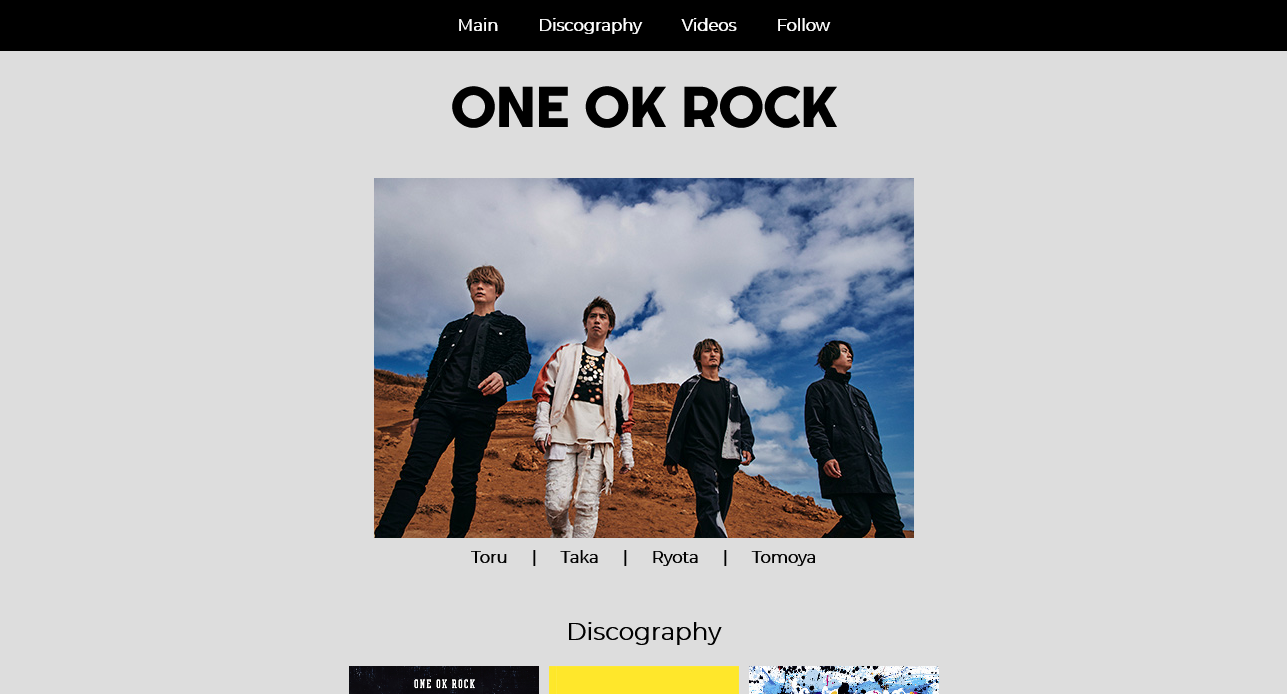 Main Discography Videos Follow
ONE OK ROCK
Toru | Taka | Ryota | Tomoya
Discography
ONE OK ROCK